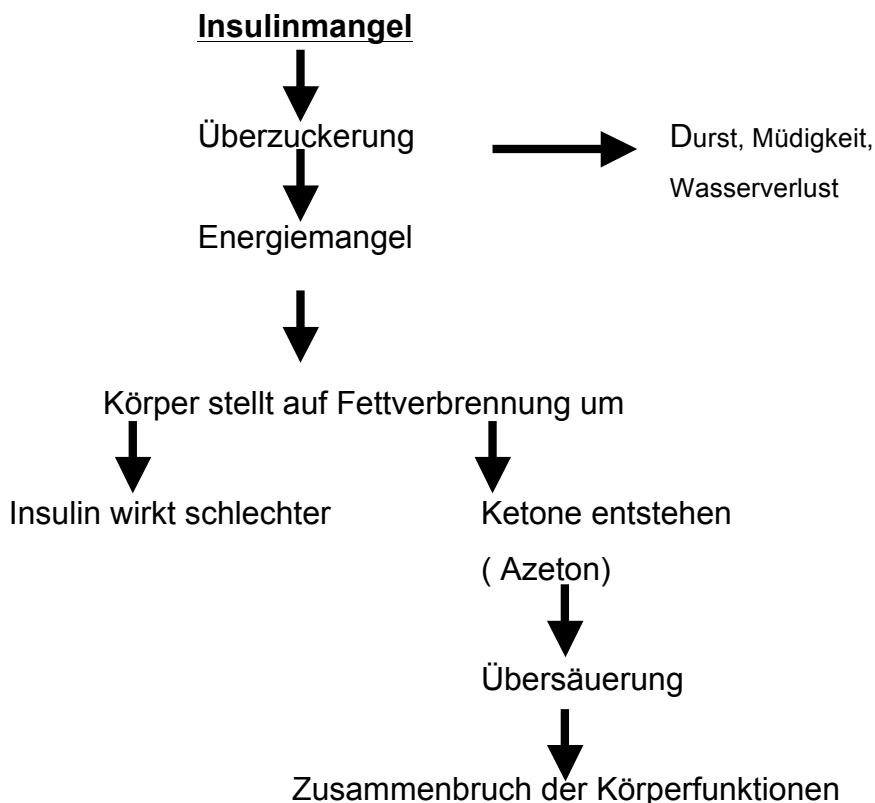 Insulinmangel
Überzuckerung
Durst, Müdigkeit,
Wasserverlust
Energiemangel
Körper stellt auf Fettverbrennung um
Insulin wirkt schlechter
Ketone entstehen
( Azeton)
Übersäuerung
Zusammenbruch der Körperfunktionen